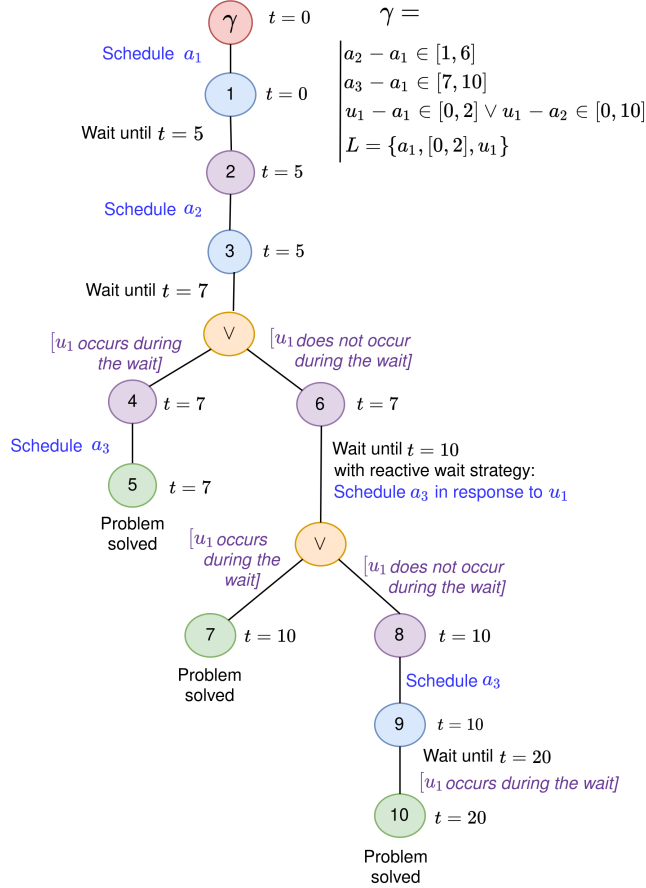 γ
t = 0
γ =
Schedule a₁
a₂ − a₁ ∈ [1, 6]
a₃ − a₁ ∈ [7, 10]
u₁ − a₁ ∈ [0, 2] ∨ u₁ − a₂ ∈ [0, 10]
L = {a₁, [0, 2], u₁}
1
t = 0
Wait until t = 5
2
t = 5
Schedule a₂
3
t = 5
Wait until t = 7
∨
[u₁ occurs during
the wait]
[u₁ does not occur
during the wait]
4
t = 7
6
t = 7
Schedule a₃
Wait until t = 10
with reactive wait strategy:
Schedule a₃ in response to u₁
5
t = 7
Problem
solved
∨
[u₁ occurs
during the
wait]
[u₁ does not occur
during the wait]
7
t = 10
8
t = 10
Problem
solved
Schedule a₃
9
t = 10
Wait until t = 20
[u₁ occurs during the wait]
10
t = 20
Problem
solved